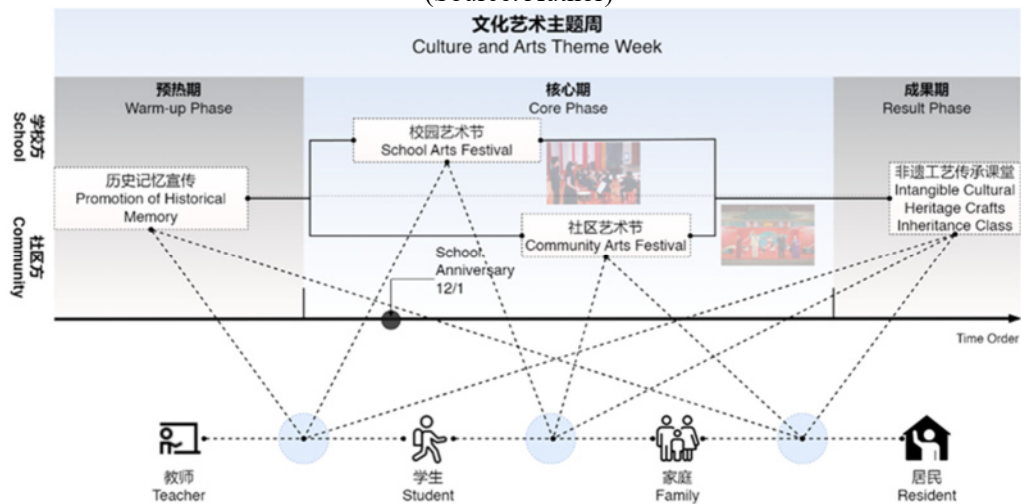 (Source: Author)
文化艺术主题周
Culture and Arts Theme Week
预热期
Warm-up Phase
核心期
Core Phase
成果期
Result Phase
学校方
School
社区方
Community
历史记忆宣传
Promotion of Historical
Memory
校园艺术节
School Arts Festival
社区艺术节
Community Arts Festival
非遗工艺传承课堂
Intangible Cultural
Heritage Crafts
Inheritance Class
School
Anniversary
12/1
Time Order
教师
Teacher
学生
Student
家庭
Family
居民
Resident